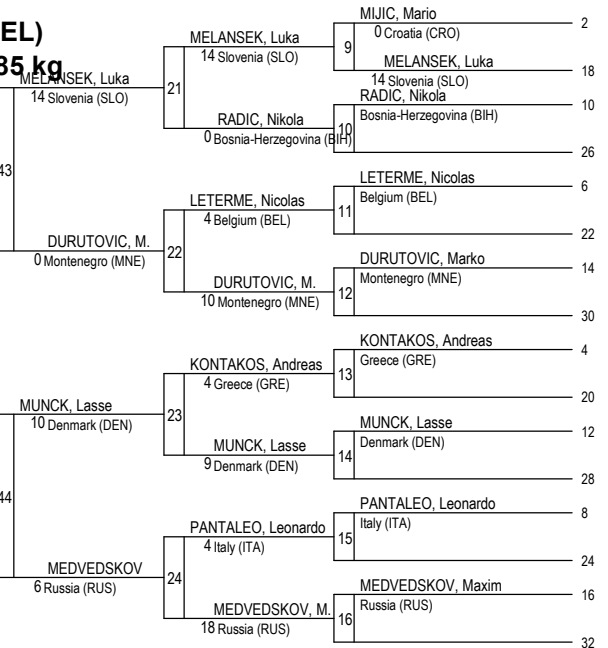 EL)
85 kg
MIJIC, Mario
2
0 Croatia (CRO)
MELANSEK, Luka
9
14 Slovenia (SLO)
MELANSEK, Luka
18
14 Slovenia (SLO)
MELANSEK, Luka
21
14 Slovenia (SLO)
RADIC, Nikola
10
Bosnia-Herzegovina (BIH)
RADIC, Nikola
10
0 Bosnia-Herzegovina (BIH)
26
43
LETERME, Nicolas
6
Belgium (BEL)
LETERME, Nicolas
11
4 Belgium (BEL)
22
DURUTOVIC, M.
22
0 Montenegro (MNE)
DURUTOVIC, Marko
14
Montenegro (MNE)
DURUTOVIC, M.
12
10 Montenegro (MNE)
30
KONTAKOS, Andreas
4
Greece (GRE)
KONTAKOS, Andreas
13
4 Greece (GRE)
20
MUNCK, Lasse
23
10 Denmark (DEN)
MUNCK, Lasse
12
Denmark (DEN)
MUNCK, Lasse
14
9 Denmark (DEN)
28
44
PANTALEO, Leonardo
8
Italy (ITA)
PANTALEO, Leonardo
15
4 Italy (ITA)
24
MEDVEDSKOV
24
6 Russia (RUS)
MEDVEDSKOV, Maxim
16
Russia (RUS)
MEDVEDSKOV, M.
16
18 Russia (RUS)
32